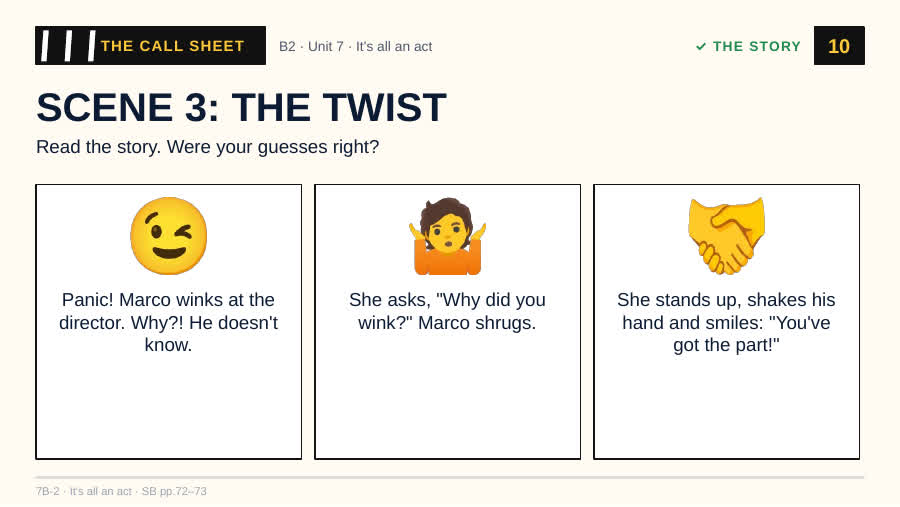 THE CALL SHEET
B2 · Unit 7 · It's all an act
✓ THE STORY
10
SCENE 3: THE TWIST
Read the story. Were your guesses right?
Panic! Marco winks at the
director. Why?! He doesn't
know.
She asks, "Why did you
wink?" Marco shrugs.
She stands up, shakes his
hand and smiles: "You've
got the part!"
7B-2 · It's all an act · SB pp.72–73